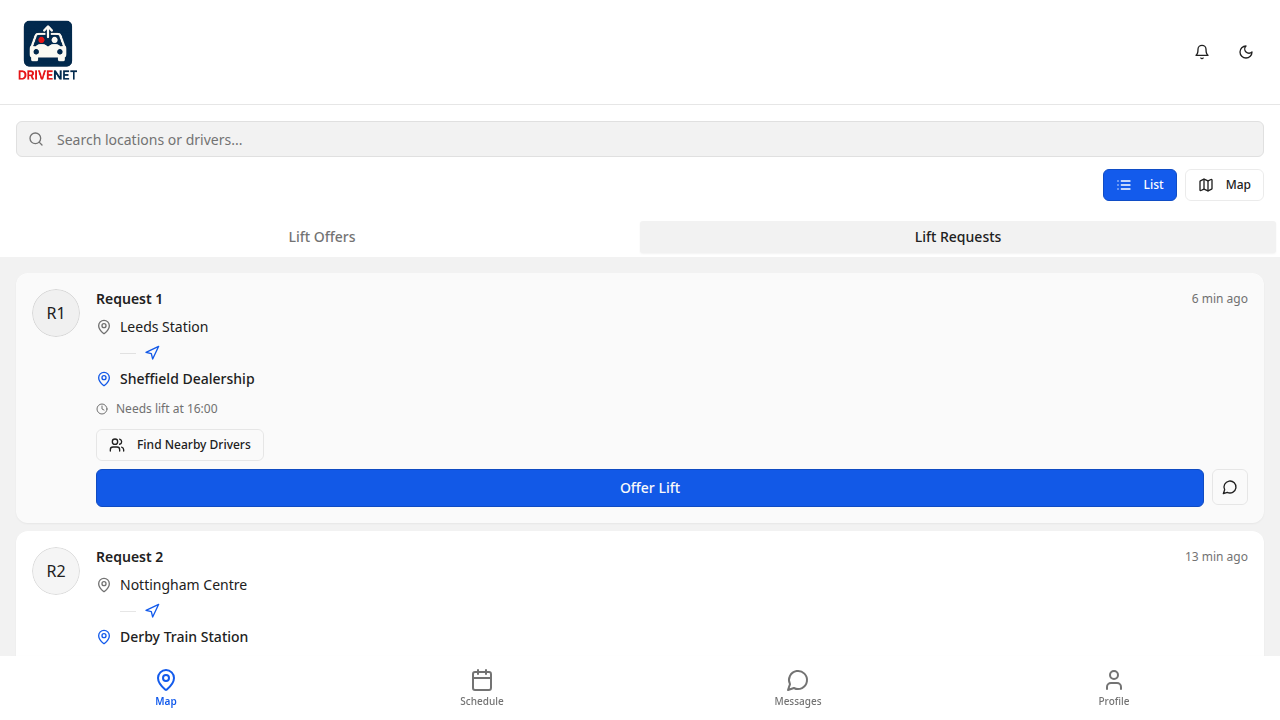 DRIVENET
Search locations or drivers...
List
Map
Lift Offers
Lift Requests
R1
Request 1
6 min ago
Leeds Station
Sheffield Dealership
Needs lift at 16:00
Find Nearby Drivers
Offer Lift
R2
Request 2
13 min ago
Nottingham Centre
Derby Train Station
Map
Schedule
Messages
Profile